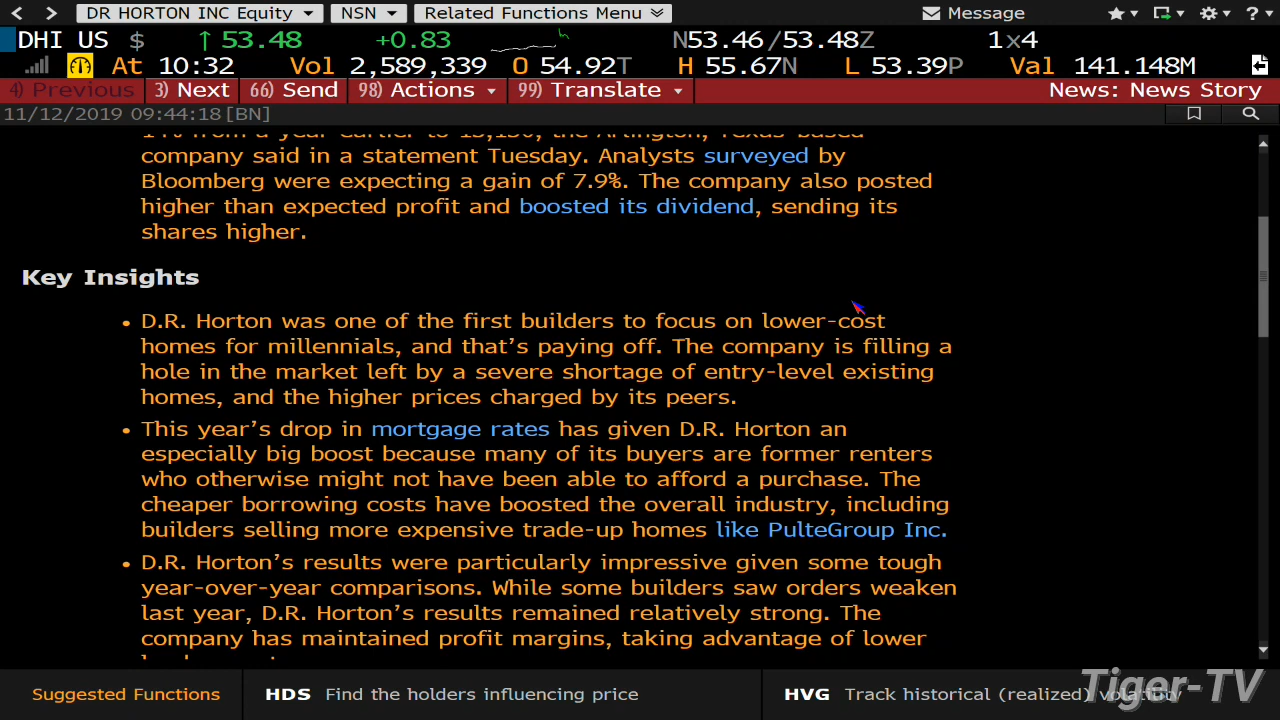 DR HORTON INC Equity NSN Related Functions Menu Message
DHI US $ ↑ 53.48 +0.83 N53.46/53.48Z 1x4
At 10:32 Vol 2,589,339 O 54.92T H 55.67N L 53.39P Val 141.148M
4) Previous 3) Next 66) Send 98) Actions 99) Translate News: News Story
11/12/2019 09:44:18 [BN]
from a year earlier to the Arlington, Texas-based
company said in a statement Tuesday. Analysts surveyed by
Bloomberg were expecting a gain of 7.9%. The company also posted
higher than expected profit and boosted its dividend, sending its
shares higher.
Key Insights
• D.R. Horton was one of the first builders to focus on lower-cost
homes for millennials, and that's paying off. The company is filling a
hole in the market left by a severe shortage of entry-level existing
homes, and the higher prices charged by its peers.
• This year's drop in mortgage rates has given D.R. Horton an
especially big boost because many of its buyers are former renters
who otherwise might not have been able to afford a purchase. The
cheaper borrowing costs have boosted the overall industry, including
builders selling more expensive trade-up homes like PulteGroup Inc.
• D.R. Horton's results were particularly impressive given some tough
year-over-year comparisons. While some builders saw orders weaken
last year, D.R. Horton's results remained relatively strong. The
company has maintained profit margins, taking advantage of lower
Suggested Functions HDS Find the holders influencing price HVG Track historical (realized) volatility
Tiger-TV